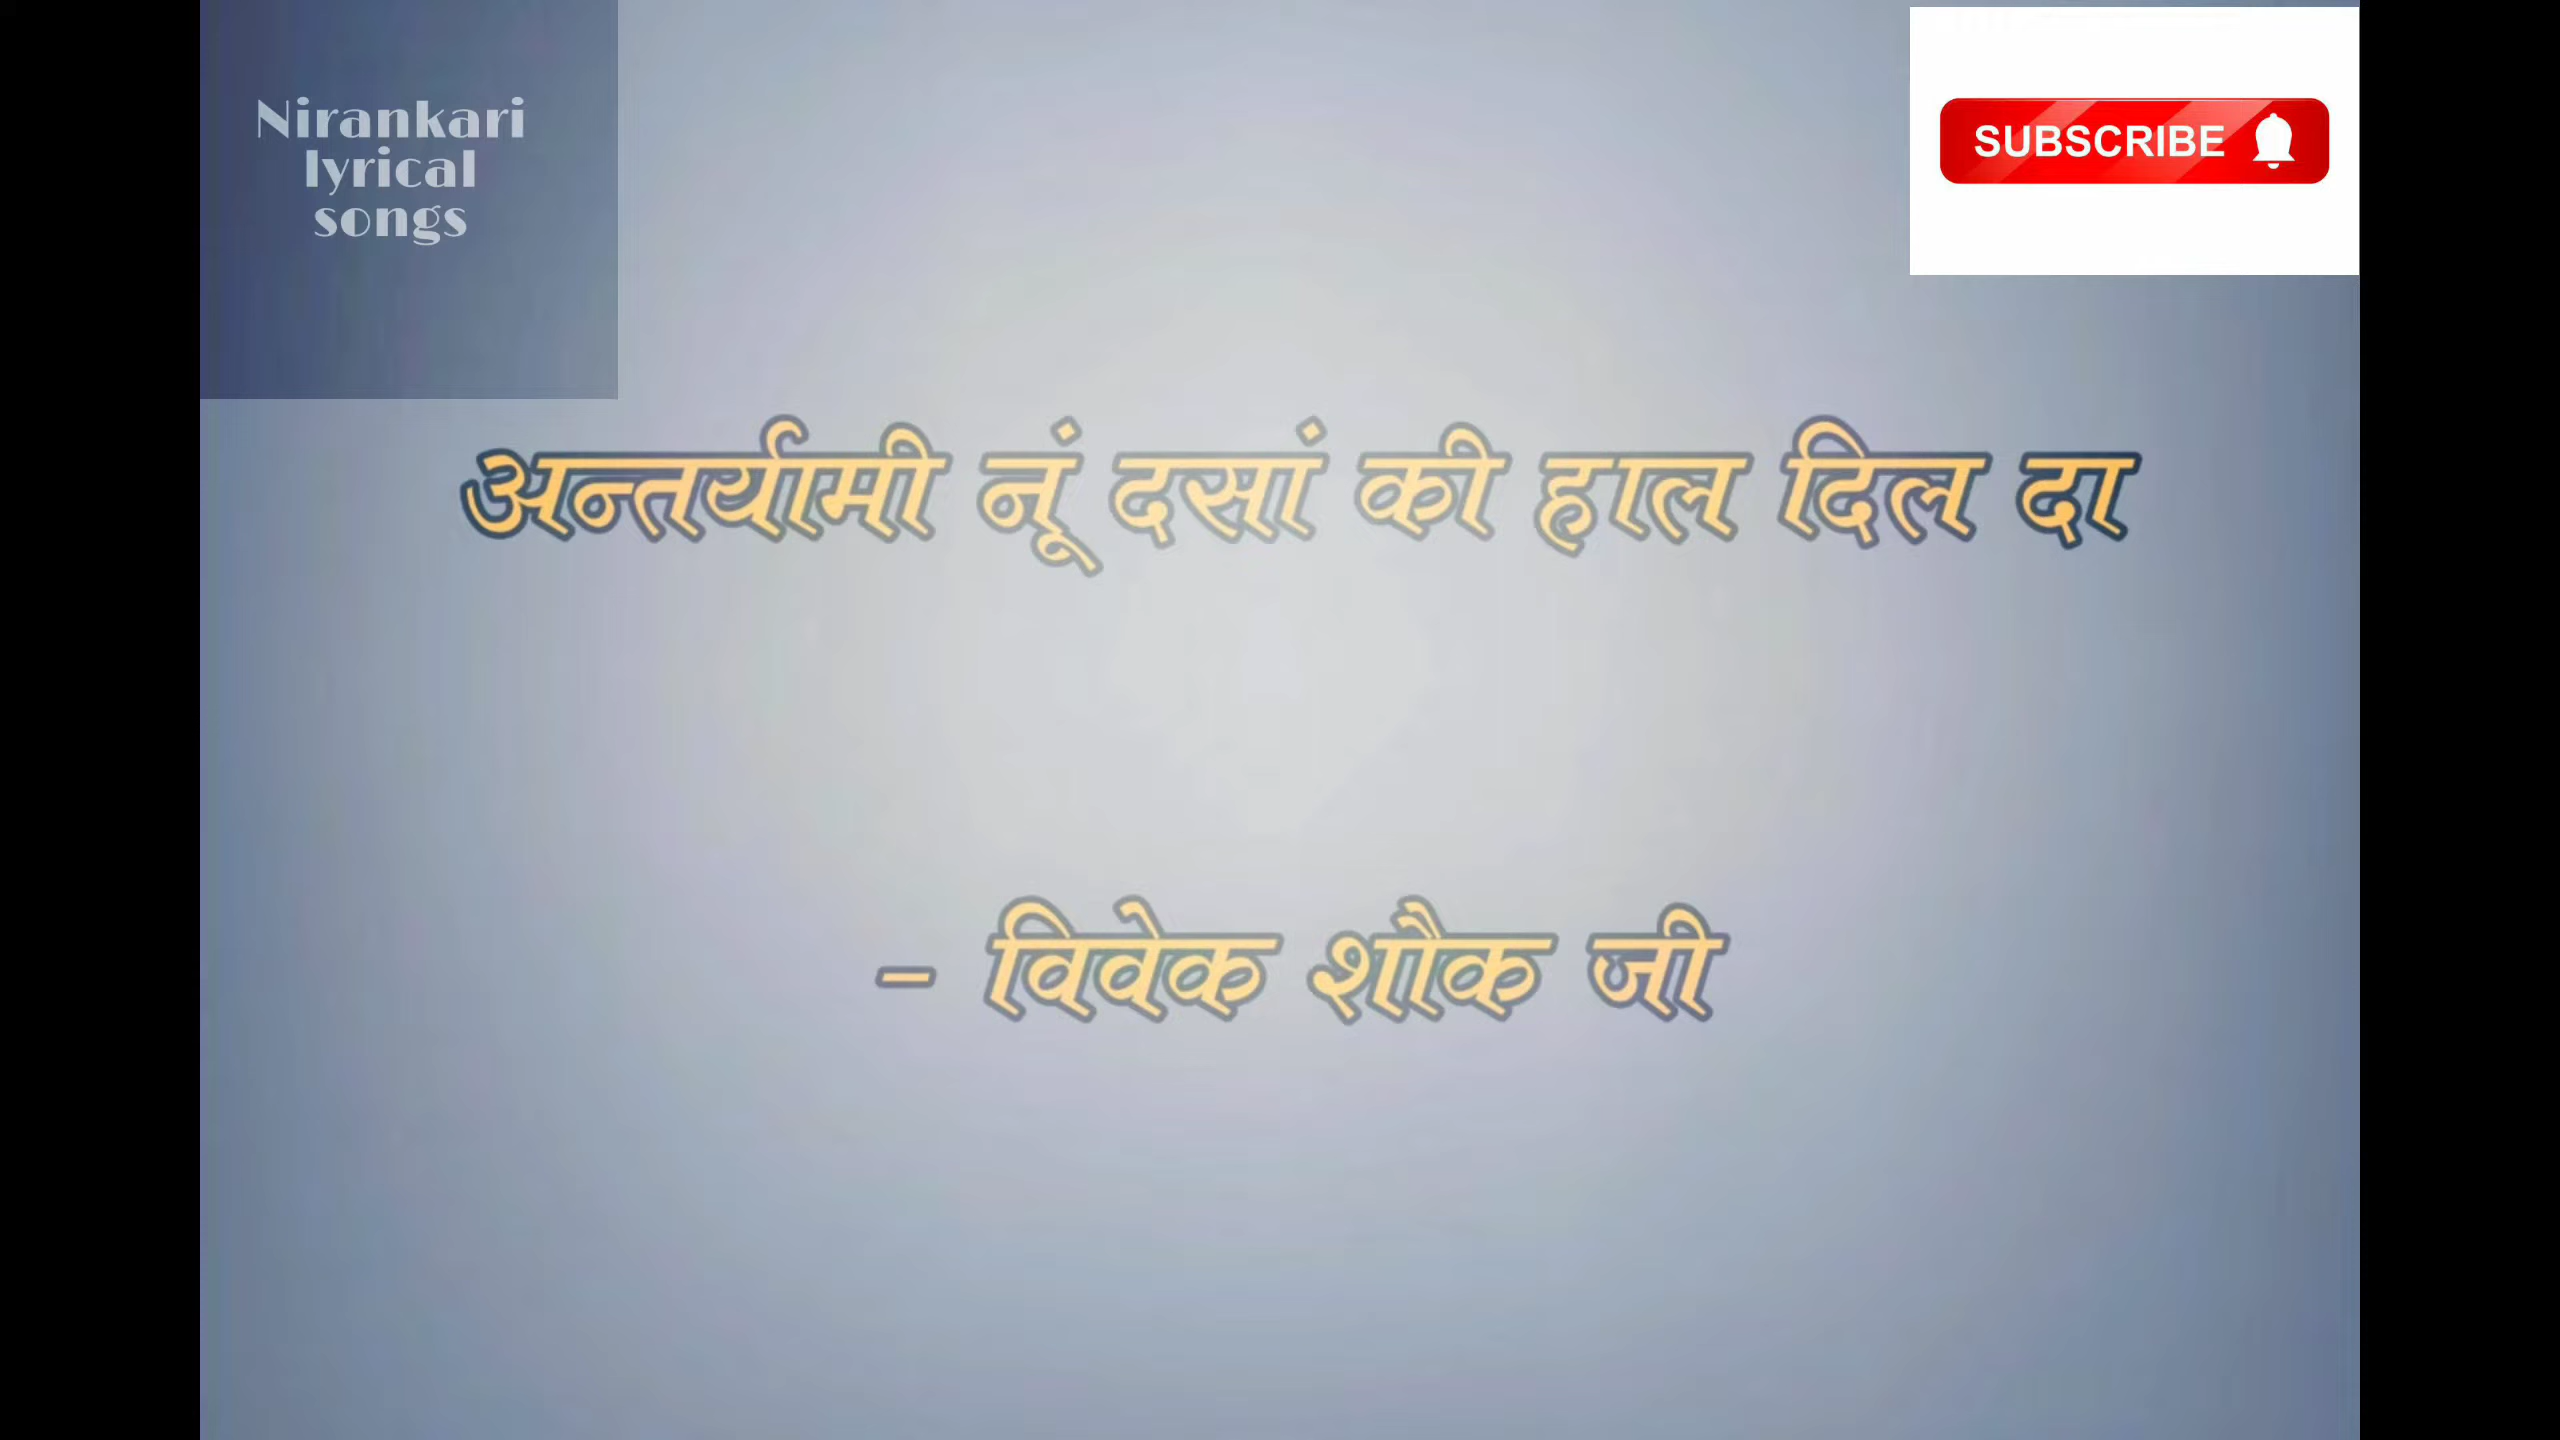 Nirankari
lyrical
songs
SUBSCRIBE
अन्तर्यामी नूं दसां की हाल दिल दा
- विवेक शौक जी